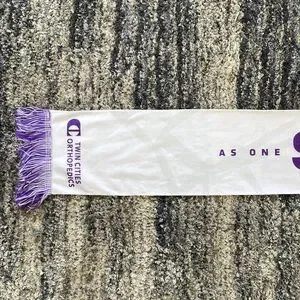 TWIN CITIES
ORTHOPEDICS
AS ONE